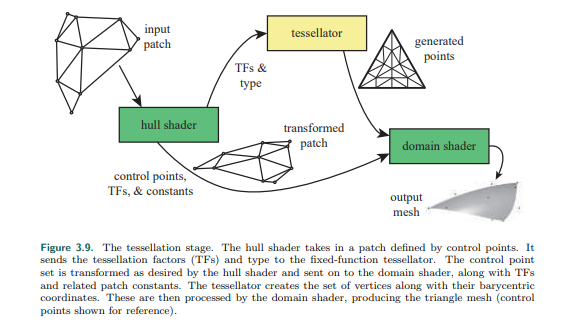 input
patch
tessellator
generated
points
TFs &
type
hull shader
transformed
patch
domain shader
control points,
TFs, & constants
output
mesh
Figure 3.9. The tessellation stage. The hull shader takes in a patch defined by control points. It
sends the tessellation factors (TFs) and type to the fixed-function tessellator. The control point
set is transformed as desired by the hull shader and sent on to the domain shader, along with TFs
and related patch constants. The tessellator creates the set of vertices along with their barycentric
coordinates. These are then processed by the domain shader, producing the triangle mesh (control
points shown for reference).